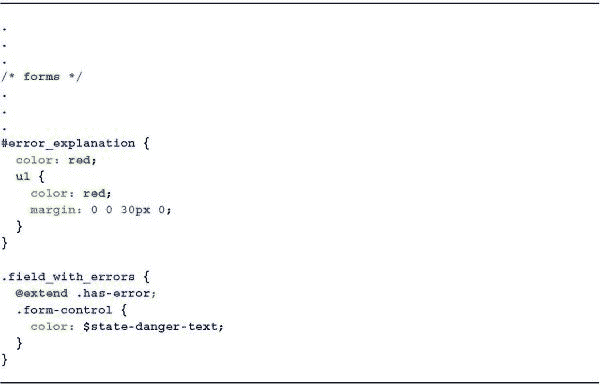 .
.
.
/* forms */
.
.
.
#error_explanation {
  color: red;
  ul {
    color: red;
    margin: 0 0 30px 0;
  }
}

.field_with_errors {
  @extend .has-error;
  .form-control {
    color: $state-danger-text;
  }
}